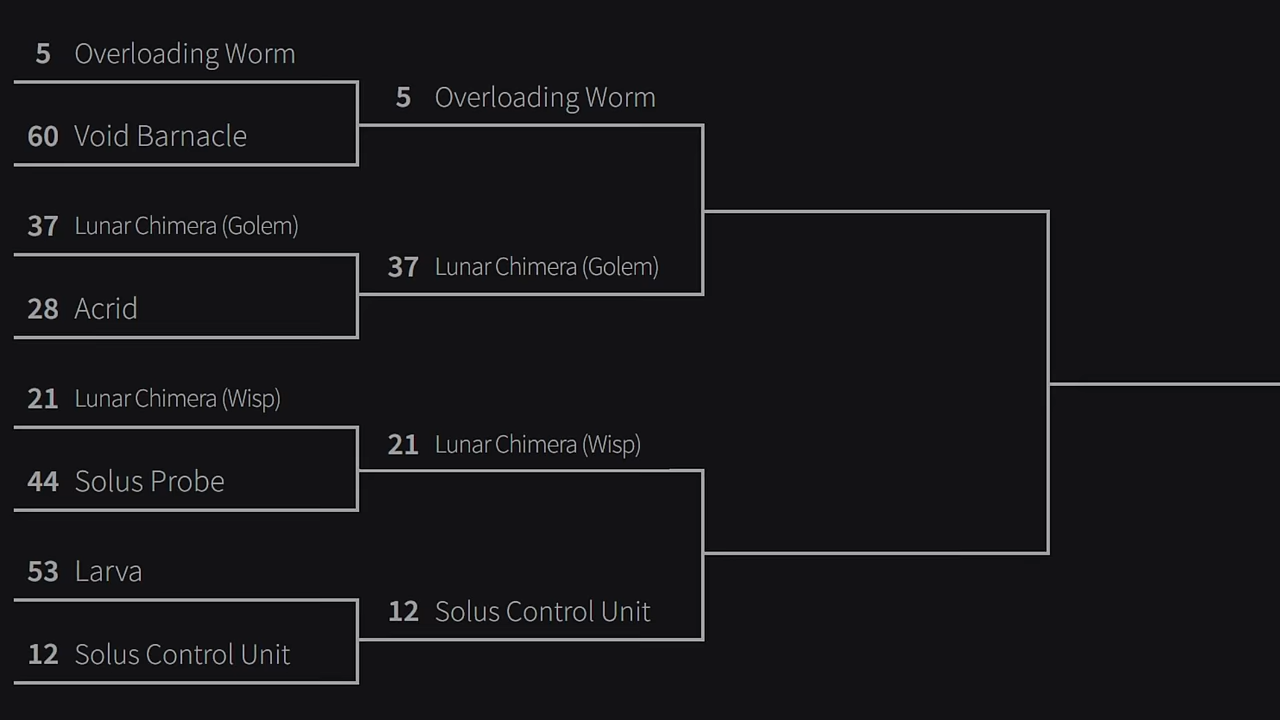 5 Overloading Worm
60 Void Barnacle
37 Lunar Chimera (Golem)
28 Acrid
21 Lunar Chimera (Wisp)
44 Solus Probe
53 Larva
12 Solus Control Unit
5 Overloading Worm
37 Lunar Chimera (Golem)
21 Lunar Chimera (Wisp)
12 Solus Control Unit